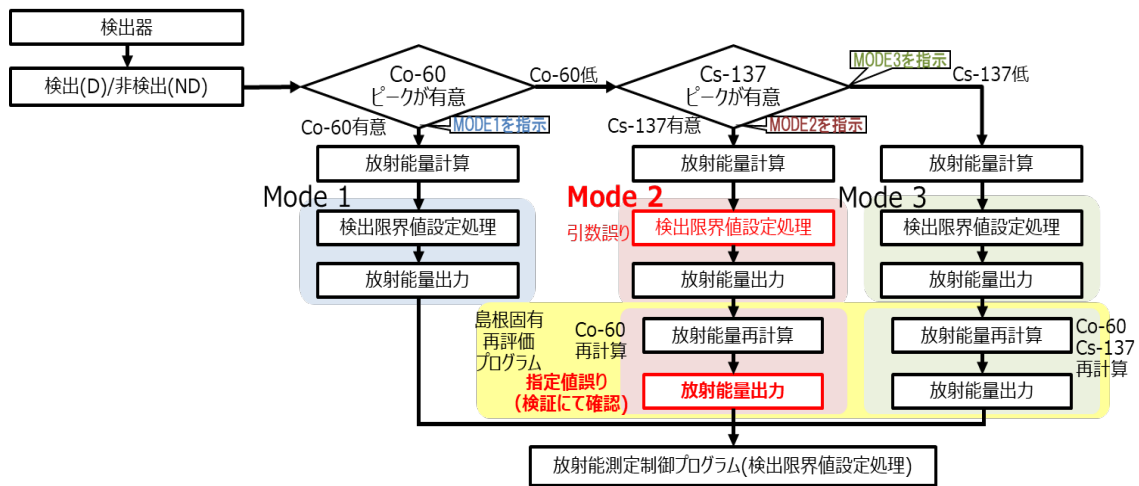 検出器
検出(D)/非検出(ND)
Co-60
ピークが有意
Co-60低
Cs-137
ピークが有意
MODE3を指示
Cs-137低
Co-60有意
MODE1を指示
Cs-137有意
MODE2を指示
放射能量計算
放射能量計算
放射能量計算
Mode 1
Mode 2
Mode 3
検出限界値設定処理
引数誤り
検出限界値設定処理
検出限界値設定処理
放射能量出力
放射能量出力
放射能量出力
島根固有
再評価
プログラム
Co-60
再計算
放射能量再計算
放射能量再計算
Co-60
Cs-137
再計算
指定値誤り
(検証にて確認)
放射能量出力
放射能量出力
放射能測定制御プログラム(検出限界値設定処理)